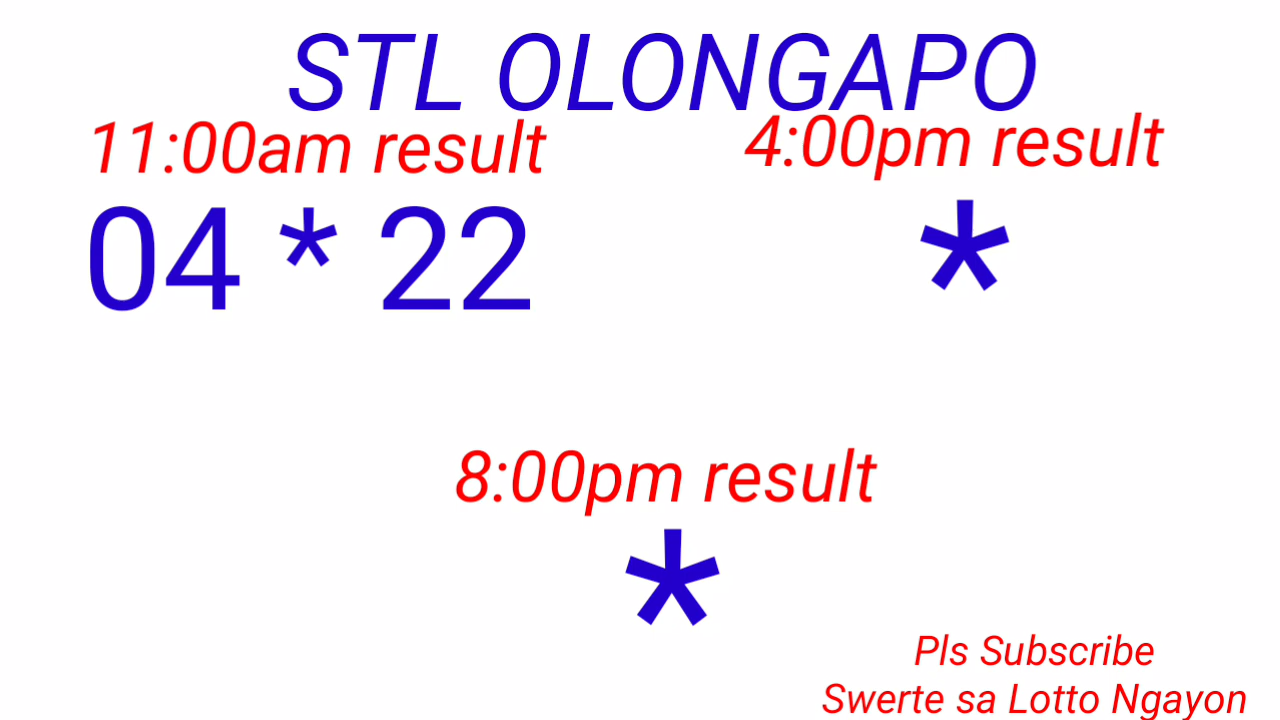 STL OLONGAPO
11:00am result
04 * 22
4:00pm result
*
8:00pm result
*
Pls Subscribe
Swerte sa Lotto Ngayon